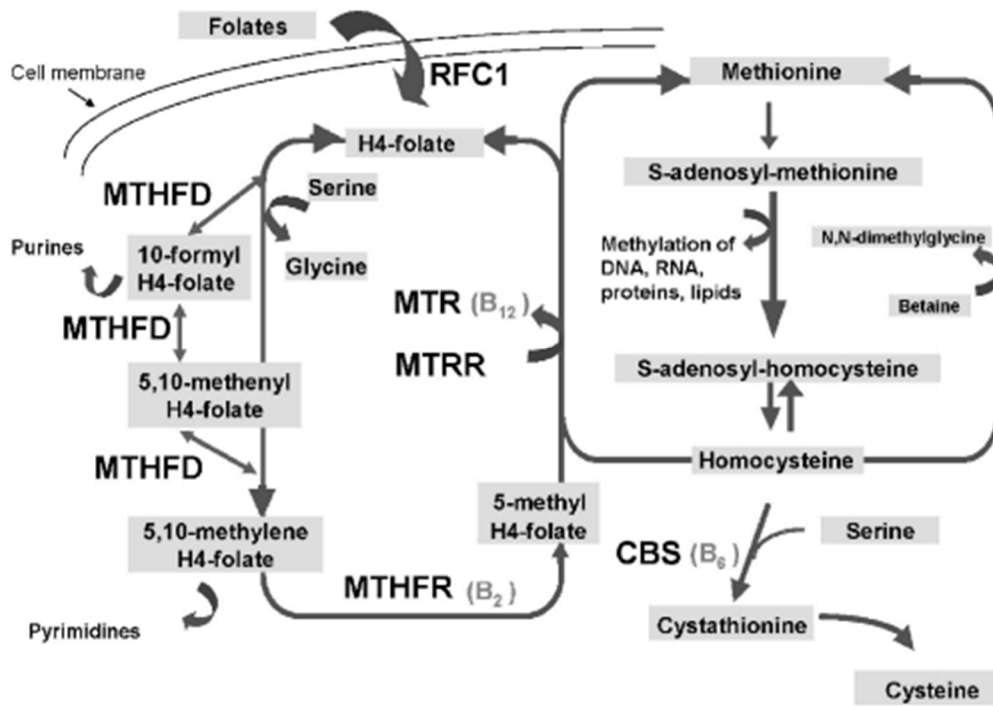 Folates
Cell membrane
RFC1
Methionine
H4-folate
S-adenosyl-methionine
MTHFD
Serine
Purines
10-formyl
H4-folate
Glycine
Methylation of
DNA, RNA,
proteins, lipids
N,N-dimethylglycine
Betaine
MTR (B12)
MTHFD
MTRR
5,10-methenyl
H4-folate
S-adenosyl-homocysteine
MTHFD
Homocysteine
5-methyl
H4-folate
5,10-methylene
H4-folate
CBS (B6)
Serine
MTHFR (B2)
Pyrimidines
Cystathionine
Cysteine